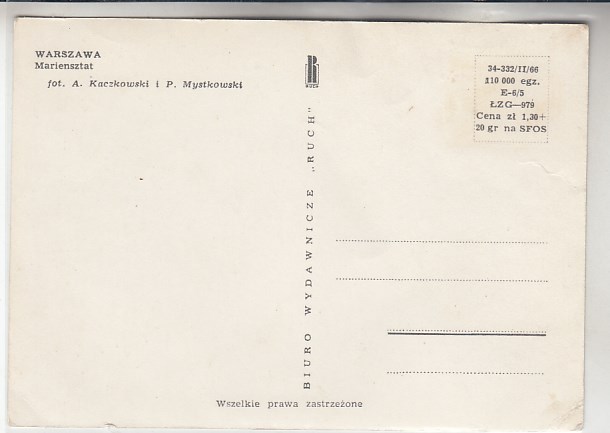 WARSZAWA
Mariensztat
fot. A. Kaczkowski i P. Mystkowski
RUCH
BIURO WYDAWNICZE „RUCH"
34-332/II/66
110 000 egz.
E-6/5
ŁZG—979
Cena zł 1,30+
20 gr na SFOS
Wszelkie prawa zastrzeżone